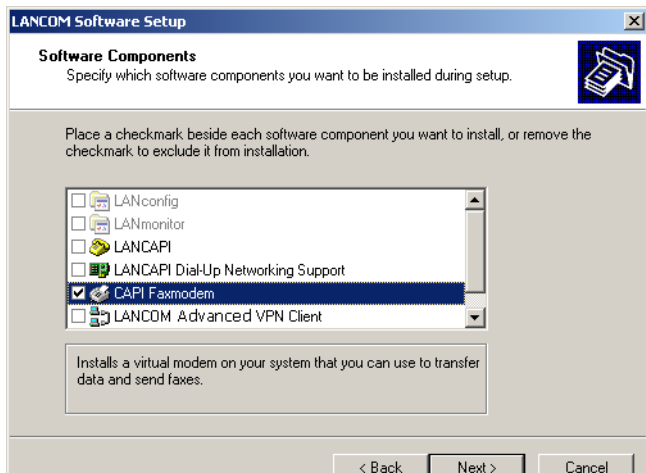 LANCOM Software Setup
Software Components
Specify which software components you want to be installed during setup.
Place a checkmark beside each software component you want to install, or remove the
checkmark to exclude it from installation.
LANconfig
LANmonitor
LANCAPI
LANCAPI Dial-Up Networking Support
CAPI Faxmodem
LANCOM Advanced VPN Client
Installs a virtual modem on your system that you can use to transfer
data and send faxes.
< Back Next > Cancel